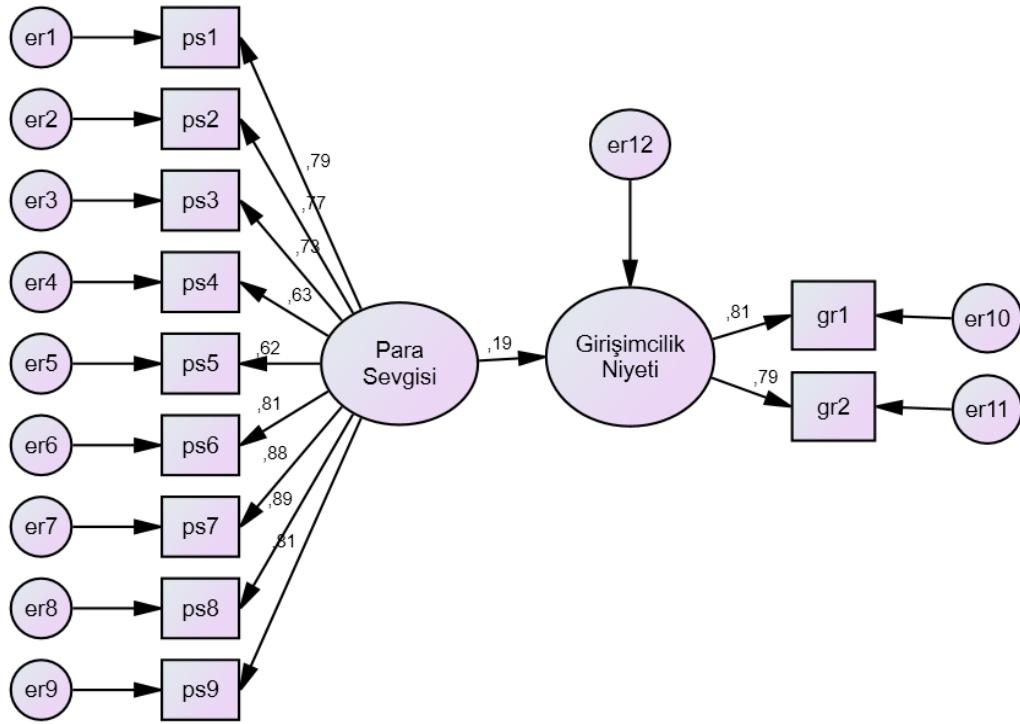 er1
ps1
er2
ps2
er3
ps3
er4
ps4
er5
ps5
er6
ps6
er7
ps7
er8
ps8
er9
ps9
,79
,77
,73
,63
,62
,81
,88
,89
,81
Para
Sevgisi
,19
er12
Girişimcilik
Niyeti
,81
,79
gr1
gr2
er10
er11